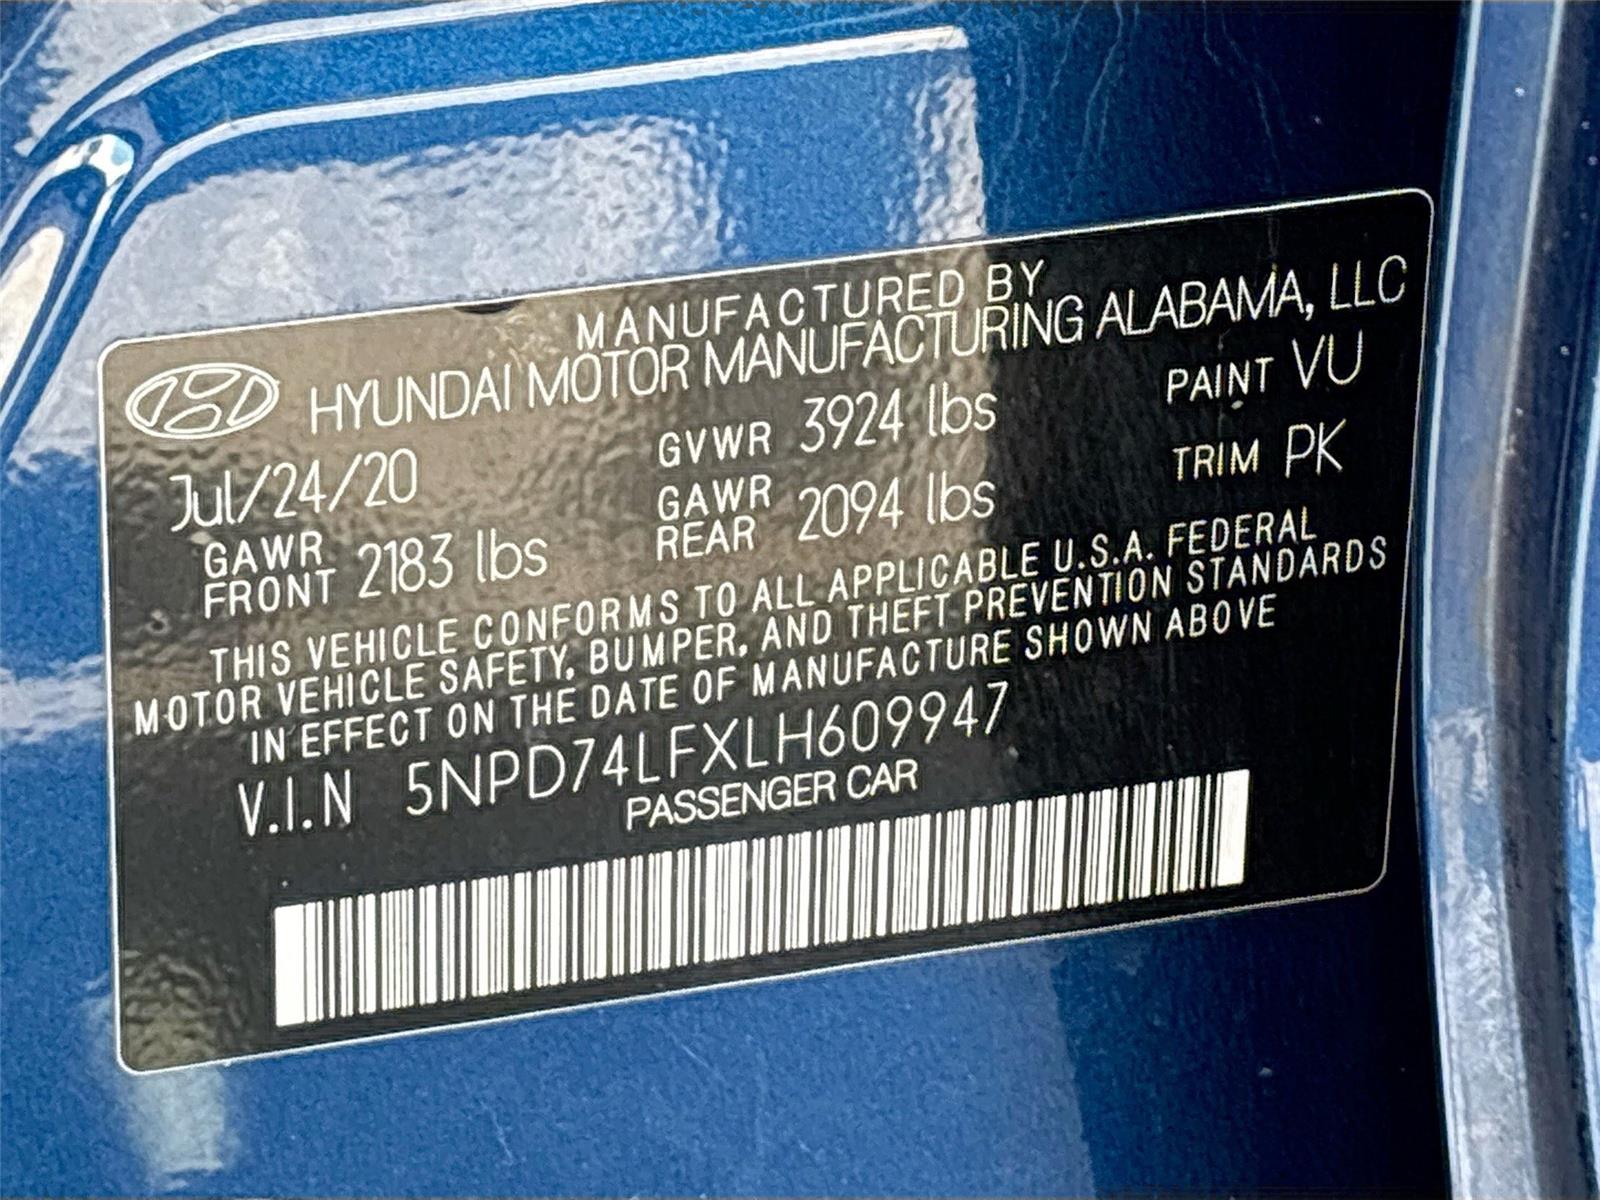 MANUFACTURED BY
HYUNDAI MOTOR MANUFACTURING ALABAMA, LLC
Jul/24/20 GVWR 3924 lbs PAINT VU
GAWR FRONT 2183 lbs GAWR REAR 2094 lbs TRIM PK
THIS VEHICLE CONFORMS TO ALL APPLICABLE U.S.A. FEDERAL
MOTOR VEHICLE SAFETY, BUMPER, AND THEFT PREVENTION STANDARDS
IN EFFECT ON THE DATE OF MANUFACTURE SHOWN ABOVE
V.I.N 5NPD74LFXLH609947
PASSENGER CAR